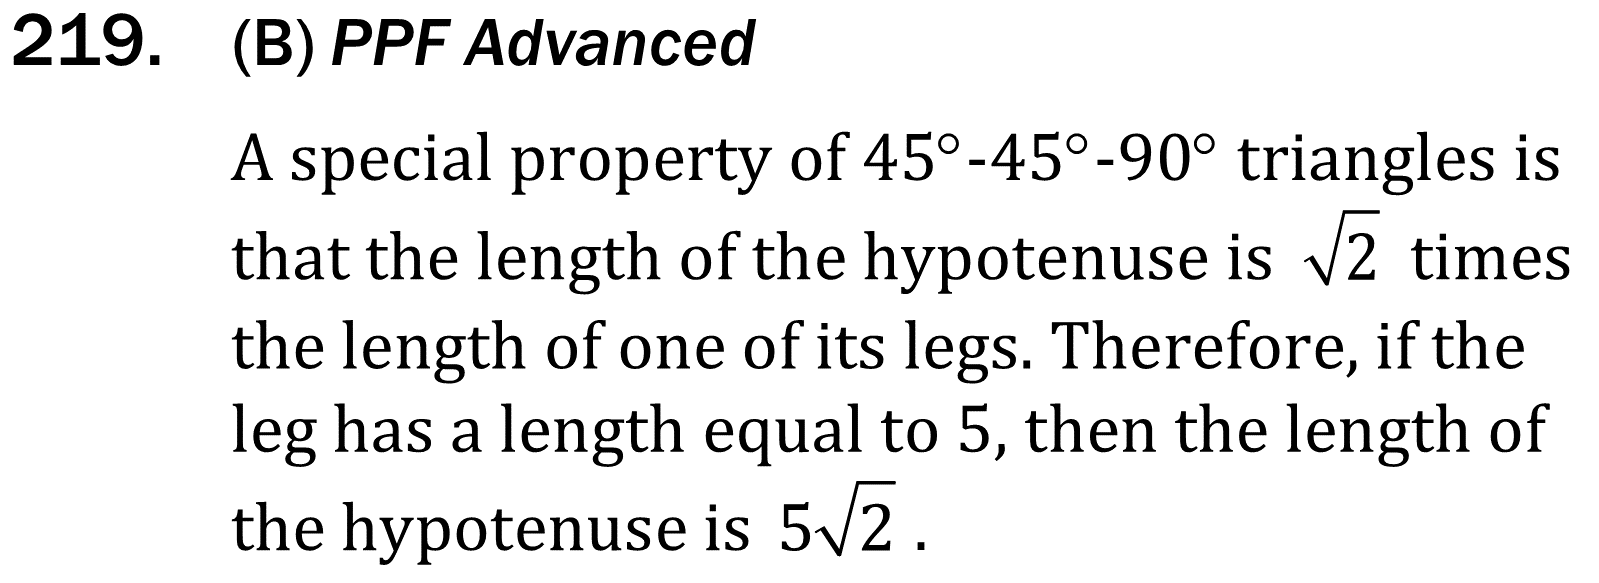 219. (B) PPF Advanced
A special property of 45°-45°-90° triangles is
that the length of the hypotenuse is √2 times
the length of one of its legs. Therefore, if the
leg has a length equal to 5, then the length of
the hypotenuse is 5√2 .